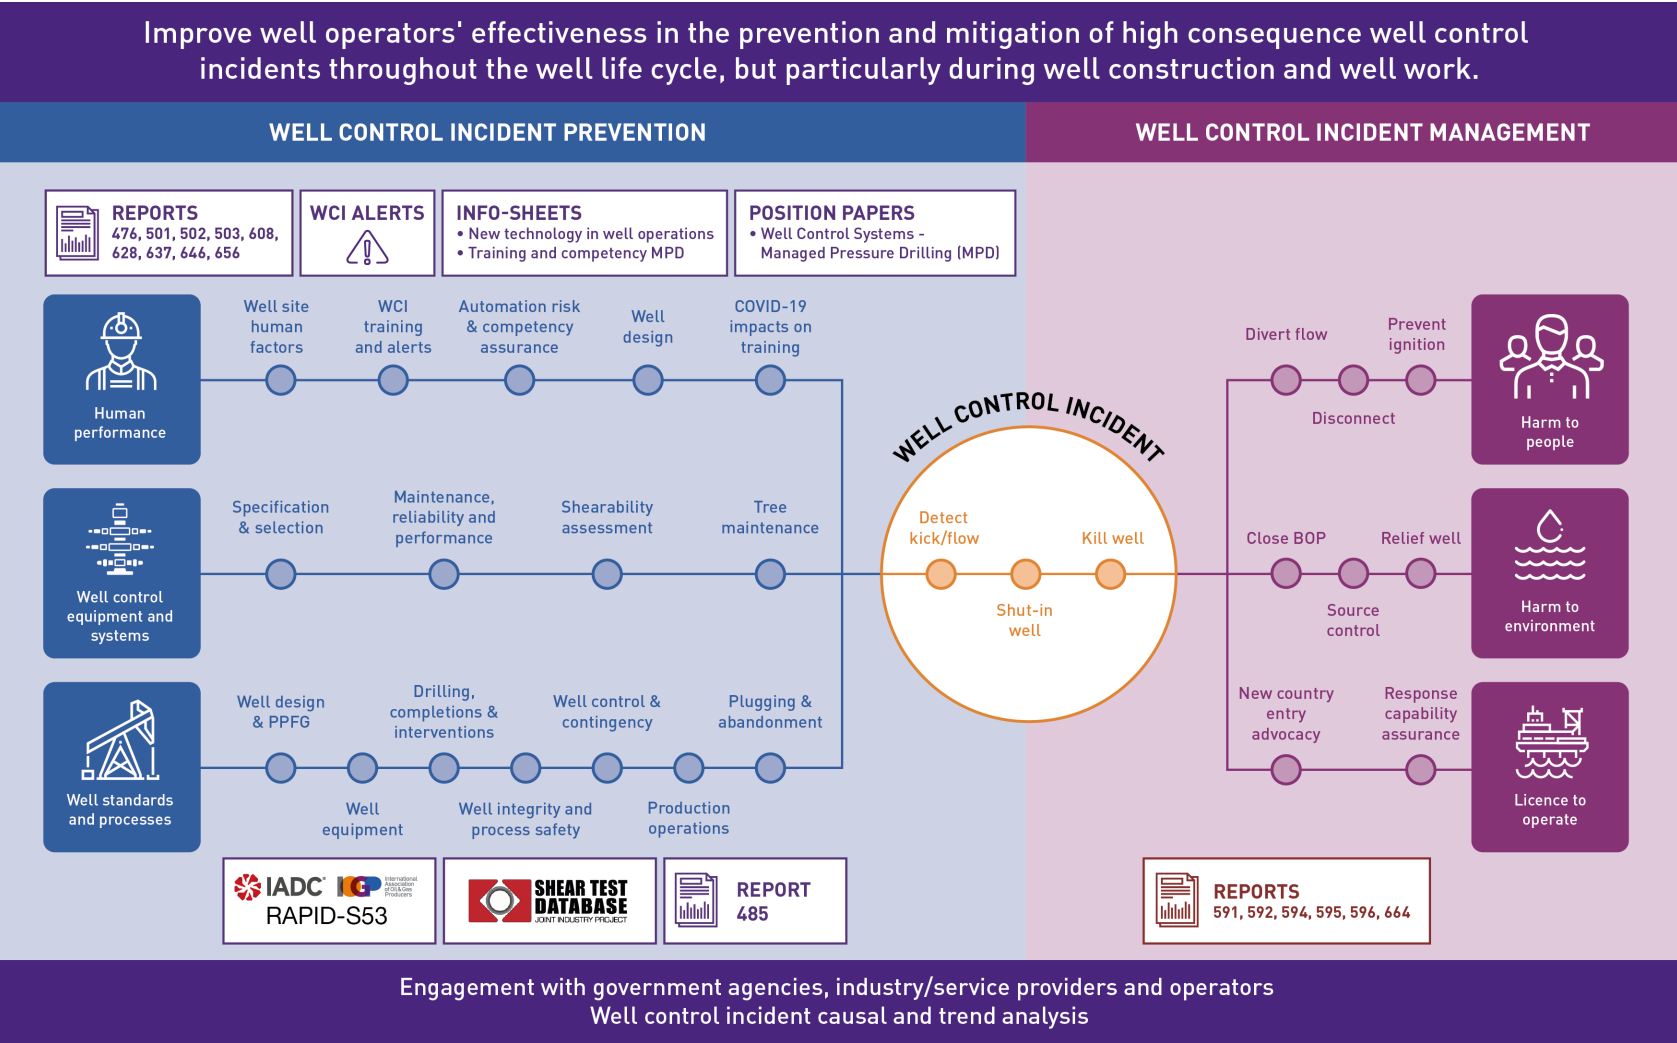 Improve well operators' effectiveness in the prevention and mitigation of high consequence well control
incidents throughout the well life cycle, but particularly during well construction and well work.
WELL CONTROL INCIDENT PREVENTION
WELL CONTROL INCIDENT MANAGEMENT
REPORTS
476, 501, 502, 503, 608,
628, 637, 646, 656
WCI ALERTS
INFO-SHEETS
• New technology in well operations
• Training and competency MPD
POSITION PAPERS
• Well Control Systems -
Managed Pressure Drilling (MPD)
Human
performance
Well site
human
factors
WCI
training
and alerts
Automation risk
& competency
assurance
Well
design
COVID-19
impacts on
training
Well control
equipment and
systems
Specification
& selection
Maintenance,
reliability and
performance
Shearability
assessment
Tree
maintenance
Well standards
and processes
Well design
& PPFG
Well
equipment
Drilling,
completions &
interventions
Well integrity and
process safety
Well control &
contingency
Production
operations
Plugging &
abandonment
WELL CONTROL INCIDENT
Detect
kick/flow
Shut-in
well
Kill well
Divert flow
Disconnect
Prevent
ignition
Harm to
people
Close BOP
Source
control
Relief well
Harm to
environment
New country
entry
advocacy
Response
capability
assurance
Licence to
operate
IADC
IOGP
International
Association
of Oil & Gas
Producers
RAPID-S53
SHEAR TEST
DATABASE
JOINT INDUSTRY PROJECT
REPORT
485
REPORTS
591, 592, 594, 595, 596, 664
Engagement with government agencies, industry/service providers and operators
Well control incident causal and trend analysis